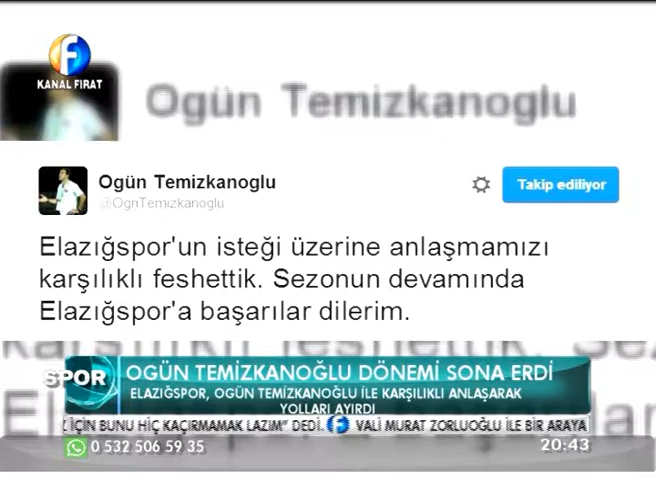 KANAL FIRAT
Ogün Temizkanoglu
Ogün Temizkanoglu
@OgnTemizkanoglu
Takip ediliyor
Elazığspor'un isteği üzerine anlaşmamızı
karşılıklı feshettik. Sezonun devamında
Elazığspor'a başarılar dilerim.
SPOR
OGÜN TEMİZKANOĞLU DÖNEMİ SONA ERDİ
ELAZIĞSPOR, OGÜN TEMİZKANOĞLU İLE KARŞILIKLI ANLAŞARAK
YOLLARI AYIRDI
İÇİN BUNU HİÇ KAÇIRMAMAK LAZIM" DEDİ. VALİ MURAT ZORLUOĞLU İLE BİR ARAYA
0 532 506 59 35
20:43